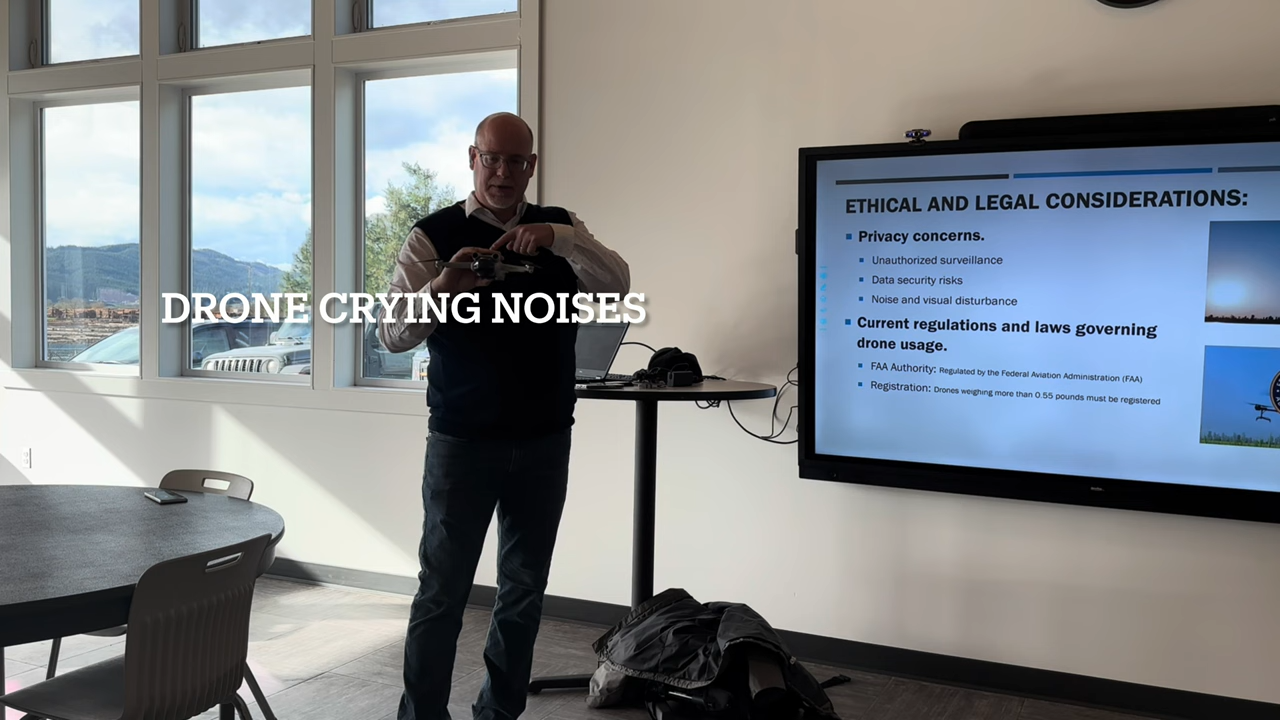 DRONE CRYING NOISES
ETHICAL AND LEGAL CONSIDERATIONS:
Privacy concerns.
Unauthorized surveillance
Data security risks
Noise and visual disturbance
Current regulations and laws governing
drone usage.
FAA Authority: Regulated by the Federal Aviation Administration (FAA)
Registration: Drones weighing more than 0.55 pounds must be registered